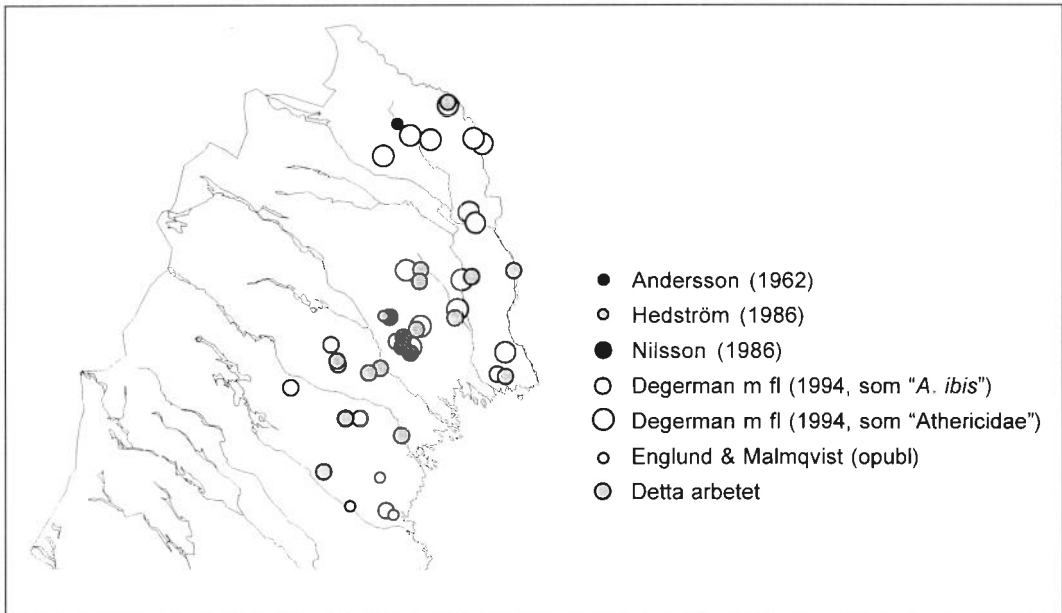 Andersson (1962)
Hedström (1986)
Nilsson (1986)
Degerman m fl (1994, som "A. ibis")
Degerman m fl (1994, som "Athericidae")
Englund & Malmqvist (opubl)
Detta arbetet